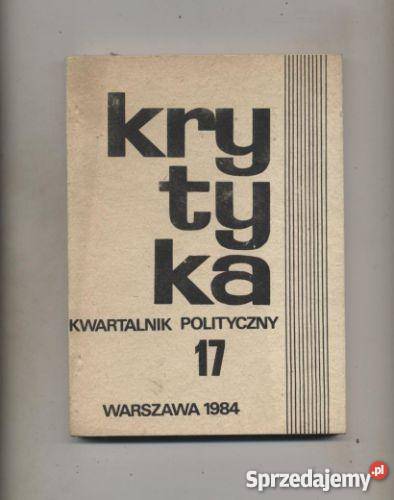 kry
ty
ka
KWARTALNIK POLITYCZNY
17
WARSZAWA 1984
Sprzedajemy.pl